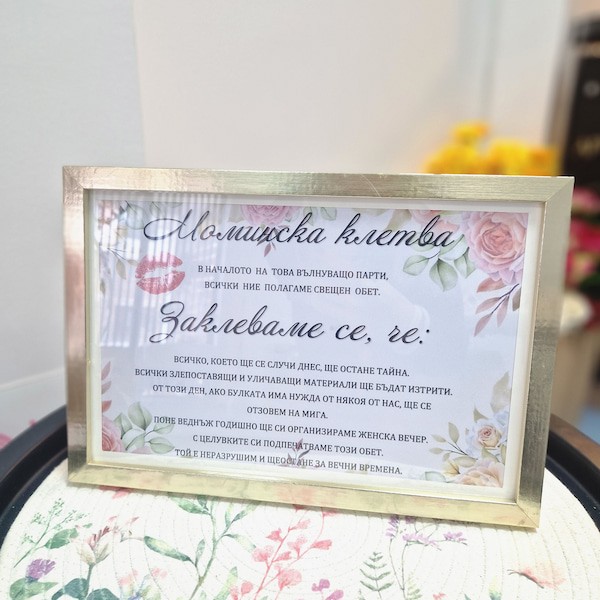 Моминска клетва
В НАЧАЛОТО НА ТОВА ВЪЛНУВАЩО ПАРТИ,
ВСИЧКИ НИЕ ПОЛАГАМЕ СВЕЩЕН ОБЕТ.
Заклеваме се, че:
ВСИЧКО, КОЕТО ЩЕ СЕ СЛУЧИ ДНЕС, ЩЕ ОСТАНЕ ТАЙНА.
ВСИЧКИ ЗЛЕПОСТАВЯЩИ И УЛИЧАВАЩИ МАТЕРИАЛИ ЩЕ БЪДАТ ИЗТРИТИ.
ОТ ТОЗИ ДЕН, АКО БУЛКАТА ИМА НУЖДА ОТ НЯКОЯ ОТ НАС, ЩЕ СЕ
ОТЗОВЕМ НА МИГА.
ПОНЕ ВЕДНЪЖ ГОДИШНО ЩЕ СИ ОРГАНИЗИРАМЕ ЖЕНСКА ВЕЧЕР.
С ЦЕЛУВКИТЕ СИ ПОДПЕЧАТВАМЕ ТОЗИ ОБЕТ.
ТОЙ Е НЕРАЗРУШИМ И ЩЕОСТАНЕ ЗА ВЕЧНИ ВРЕМЕНА.